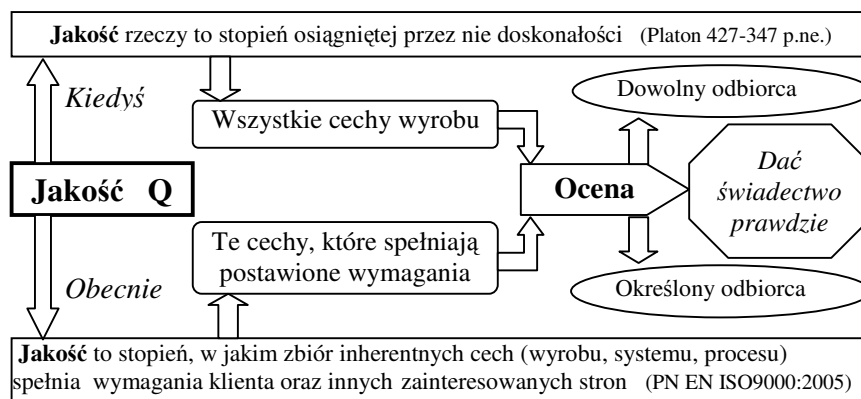 Jakość rzeczy to stopień osiągniętej przez nie doskonałości (Platon 427-347 p.ne.)
Kiedyś
Wszystkie cechy wyrobu
Dowolny odbiorca
Jakość Q
Ocena
Dać
świadectwo
prawdzie
Te cechy, które spełniają
postawione wymagania
Obecnie
Określony odbiorca
Jakość to stopień, w jakim zbiór inherentnych cech (wyrobu, systemu, procesu)
spełnia wymagania klienta oraz innych zainteresowanych stron (PN EN ISO9000:2005)